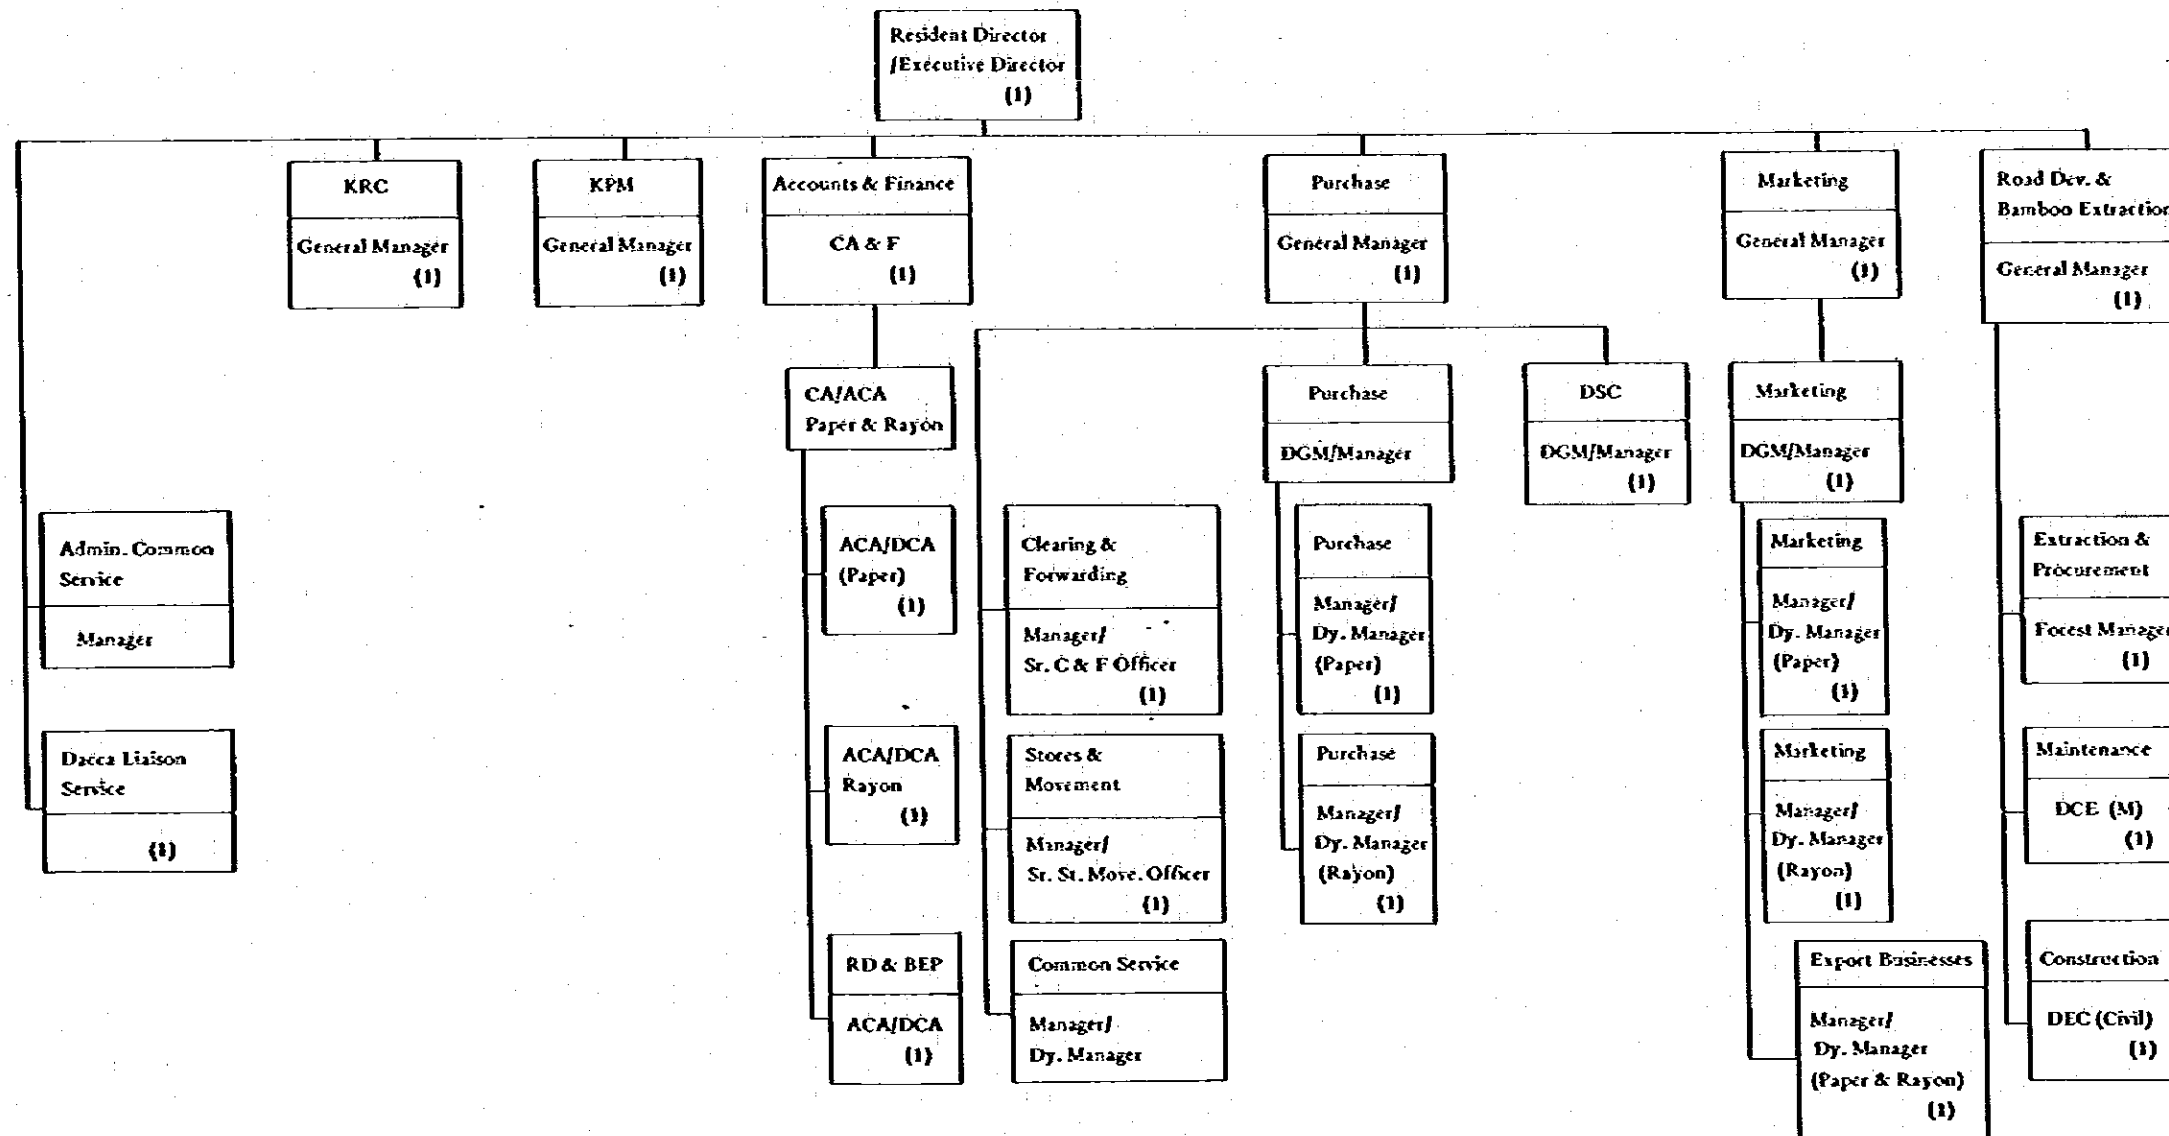 Resident Director
/Executive Director
(1)
KRC
General Manager
(1)
KPM
General Manager
(1)
Accounts & Finance
CA & F
(1)
Purchase
General Manager
(1)
Marketing
General Manager
(1)
Road Dev. &
Bamboo Extraction
General Manager
(1)
CA/ACA
Paper & Rayon
Purchase
DGM/Manager
DSC
DGM/Manager
(1)
Marketing
DGM/Manager
(1)
Admin. Common
Service
Manager
Dacca Liaison
Service
(1)
ACA/DCA
(Paper)
(1)
ACA/DCA
Rayon
(1)
RD & BEP
ACA/DCA
(1)
Clearing &
Forwarding
Manager/
Sr. C & F Officer
(1)
Stores &
Movement
Manager/
Sr. St. Move. Officer
(1)
Common Service
Manager/
Dy. Manager
Purchase
Manager/
Dy. Manager
(Paper)
(1)
Purchase
Manager/
Dy. Manager
(Rayon)
(1)
Marketing
Manager/
Dy. Manager
(Paper)
(1)
Marketing
Manager/
Dy. Manager
(Rayon)
(1)
Export Businesses
Manager/
Dy. Manager
(Paper & Rayon)
(1)
Extraction &
Procurement
Forest Manager
(1)
Maintenance
DCE (M)
(1)
Construction
DEC (Civil)
(1)